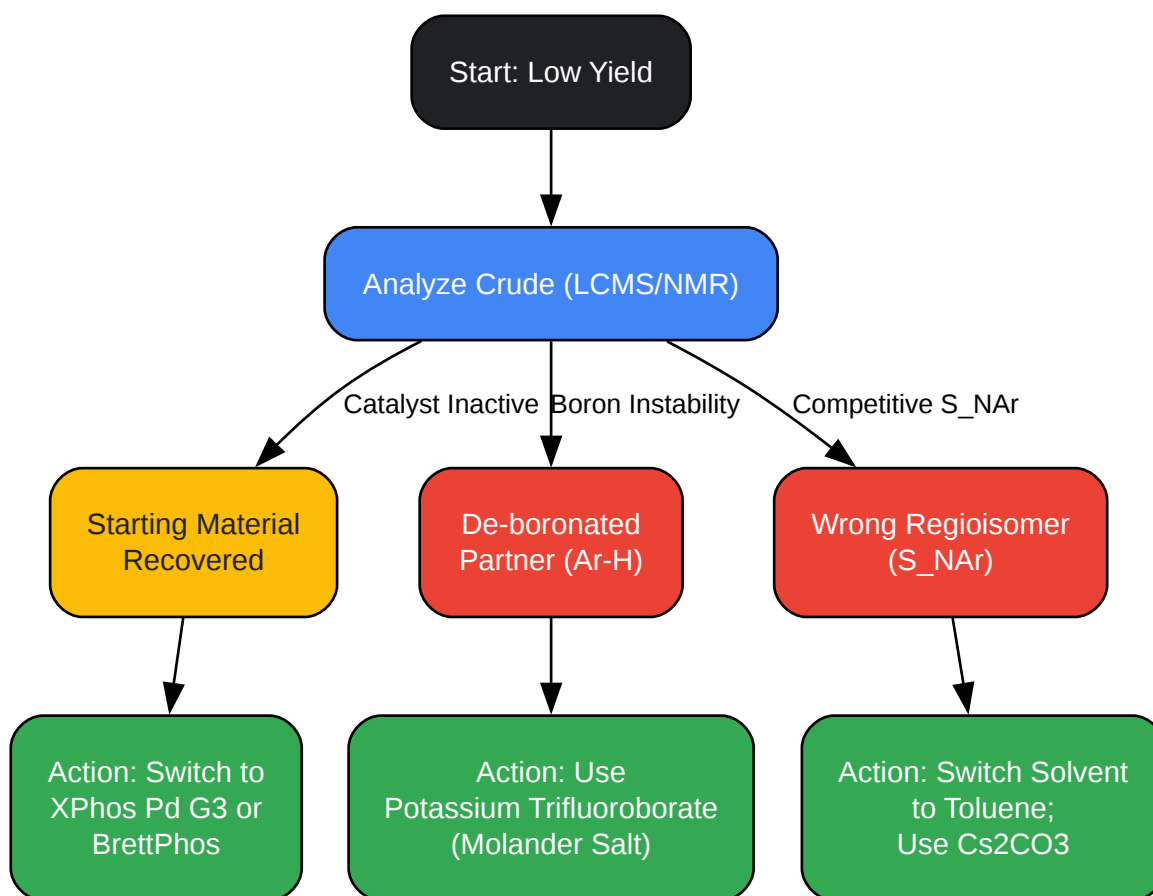 Start: Low Yield
Analyze Crude (LCMS/NMR)
Catalyst Inactive
Boron Instability
Competitive S_NAr
Starting Material
Recovered
De-boronated
Partner (Ar-H)
Wrong Regioisomer
(S_NAr)
Action: Switch to
XPhos Pd G3 or
BrettPhos
Action: Use
Potassium Trifluoroborate
(Molander Salt)
Action: Switch Solvent
to Toluene;
Use Cs2CO3